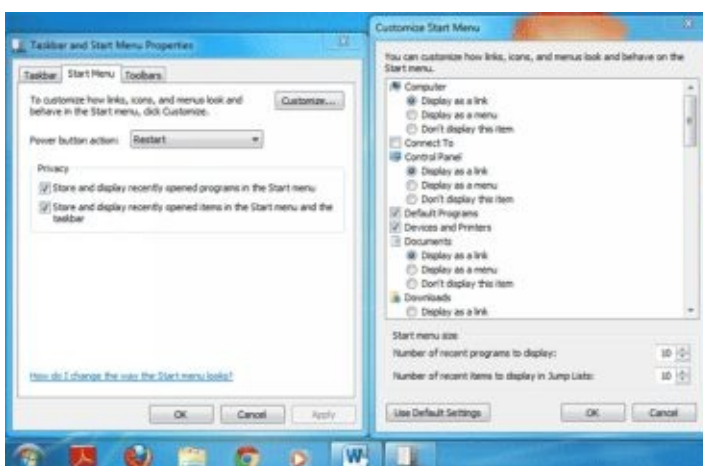 Taskbar and Start Menu Properties
Taskbar
Start Menu
Toolbars
To customize how links, icons, and menus look and
behave in the Start menu, click Customize.
Customize...
Power button action:
Restart
Privacy
Store and display recently opened programs in the Start menu
Store and display recently opened items in the Start menu and the
taskbar
How do I change the way the Start menu looks?
OK
Cancel
Apply
Customize Start Menu
You can customize how links, icons, and menus look and behave on the
Start menu.
Computer
Display as a link
Display as a menu
Don't display this item
Connect To
Control Panel
Display as a link
Display as a menu
Don't display this item
Default Programs
Devices and Printers
Documents
Display as a link
Display as a menu
Don't display this item
Downloads
Display as a link
Start menu size
Number of recent programs to display:
10
Number of recent items to display in Jump Lists:
10
Use Default Settings
OK
Cancel
W